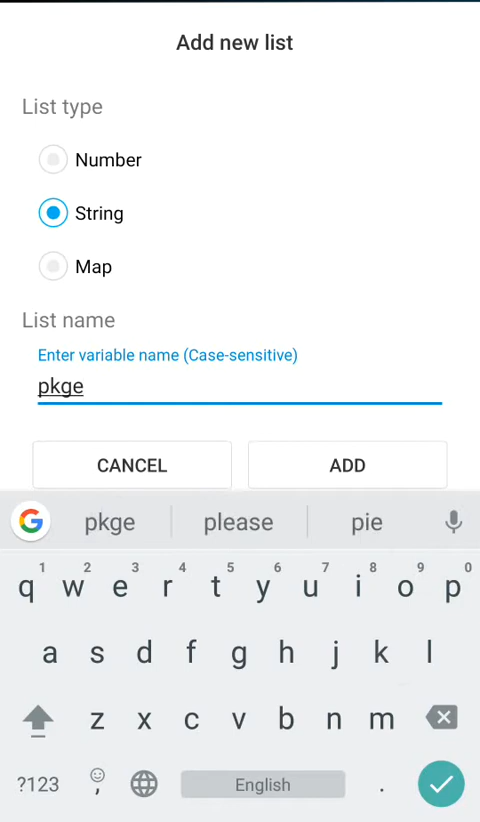 Add new list
List type
Number
String
Map
List name
Enter variable name (Case-sensitive)
pkge
CANCEL ADD
G pkge please pie
1 2 3 4 5 6 7 8 9 0
q w e r t y u i o p
a s d f g h j k l
z x c v b n m
?123 , English .